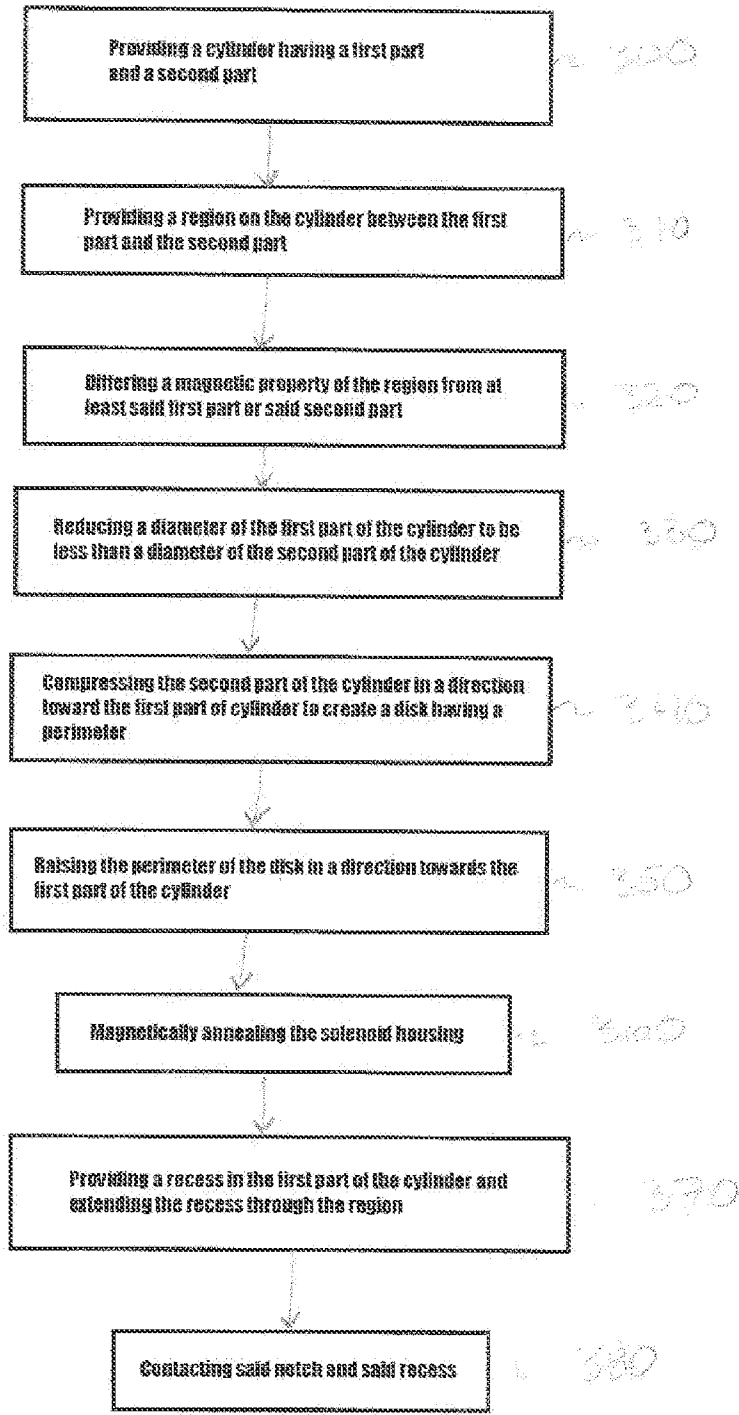 Providing a cylinder having a first part
and a second part
300
Providing a region on the cylinder between the first
part and the second part
310
Differing a magnetic property of the region from at
least said first part or said second part
320
Reducing a diameter of the first part of the cylinder to be
less than a diameter of the second part of the cylinder
330
Compressing the second part of the cylinder in a direction
toward the first part of cylinder to create a disk having a
perimeter
340
Raising the perimeter of the disk in a direction towards the
first part of the cylinder
350
Magnetically annealing the solenoid housing
Providing a recess in the first part of the cylinder and
extending the recess through the region
370
Contacting said notch and said recess
380